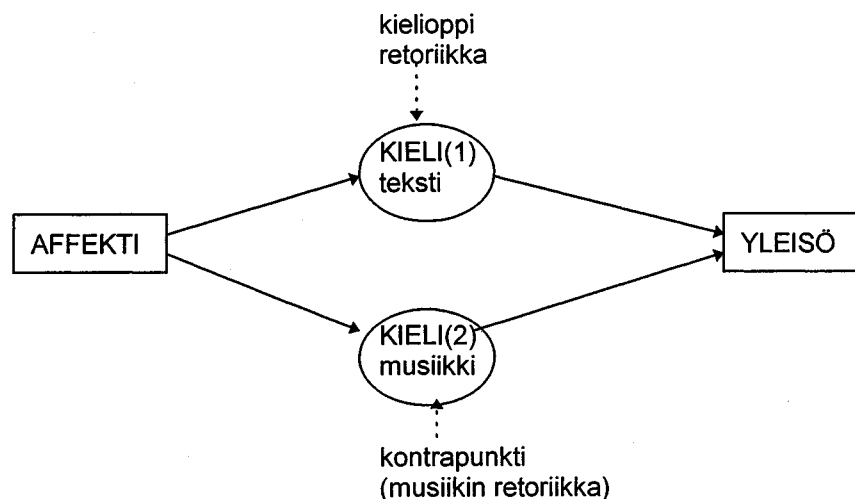 kielioppi
retoriikka
KIELI(1)
teksti
AFFEKTI
YLEISÖ
KIELI(2)
musiikki
kontrapunkti
(musiikin retoriikka)